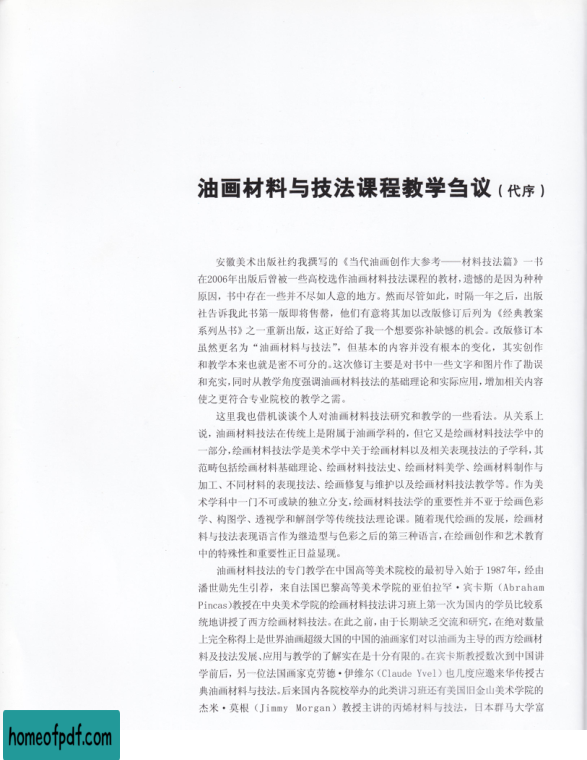 油画材料与技法课程教学刍议（代序）
安徽美术出版社约我撰写的《当代油画创作大参考——材料技法篇》一书
在2006年出版后曾被一些高校选作油画材料技法课程的教材，遗憾的是因为种种
原因，书中存在一些并不尽如人意的地方。然而尽管如此，时隔一年之后，出版
社告诉我此书第一版即将售罄，他们有意将其加以改版修订后列为《经典教案
系列丛书》之一重新出版，这正好给了我一个想要弥补缺憾的机会。改版修订本
虽然更名为“油画材料与技法”，但基本的内容并没有根本的变化，其实创作
和教学本来也就是密不可分的。这次修订主要是对书中一些文字和图片作了勘误
和充实，同时从教学角度强调油画材料技法的基础理论和实际应用，增加相关内容
使之更符合专业院校的教学之需。
这里我也借机谈谈个人对油画材料技法研究和教学的一些看法。从关系上
说，油画材料技法在传统上是附属于油画学科的，但它又是绘画材料技法学中的
一部分，绘画材料技法学是美术学中关于绘画材料以及相关表现技法的子学科，其
范畴包括绘画材料基础理论、绘画材料技法史、绘画材料美学、绘画材料制作与
加工、不同材料的表现技法、绘画修复与维护以及绘画材料技法教学等。作为美
术学科中一门不可或缺的独立分支，绘画材料技法学的重要性并不亚于绘画色彩
学、构图学、透视学和解剖学等传统技法理论课。随着现代绘画的发展，绘画材
料与技法表现语言作为继造型与色彩之后的第三种语言，在绘画创作和艺术教育
中的特殊性和重要性正日益显现。
油画材料技法的专门教学在中国高等美术院校的最初导入始于1987年，经由
潘世勋先生引荐，来自法国巴黎高等美术学院的亚伯拉罕·宾卡斯（Abraham
Pincas)教授在中央美术学院的绘画材料技法讲习班上第一次为国内的学员比较系
统地讲授了西方绘画材料技法。在此之前，由于长期缺乏交流和研究，在绝对数量
上完全称得上是世界油画超级大国的中国的油画家们对以油画为主导的西方绘画材
料及技法发展、应用与教学的了解实在是十分有限的。在宾卡斯教授数次到中国讲
学前后，另一位法国画家克劳德·伊维尔(Claude Yvel)也几度应邀来华传授古
典油画材料与技法。后来国内各院校举办的此类讲习班还有美国旧金山美术学院的
杰米·莫根（Jimmy Morgan）教授主讲的丙烯材料与技法，日本群马大学富
homeofpdf.com